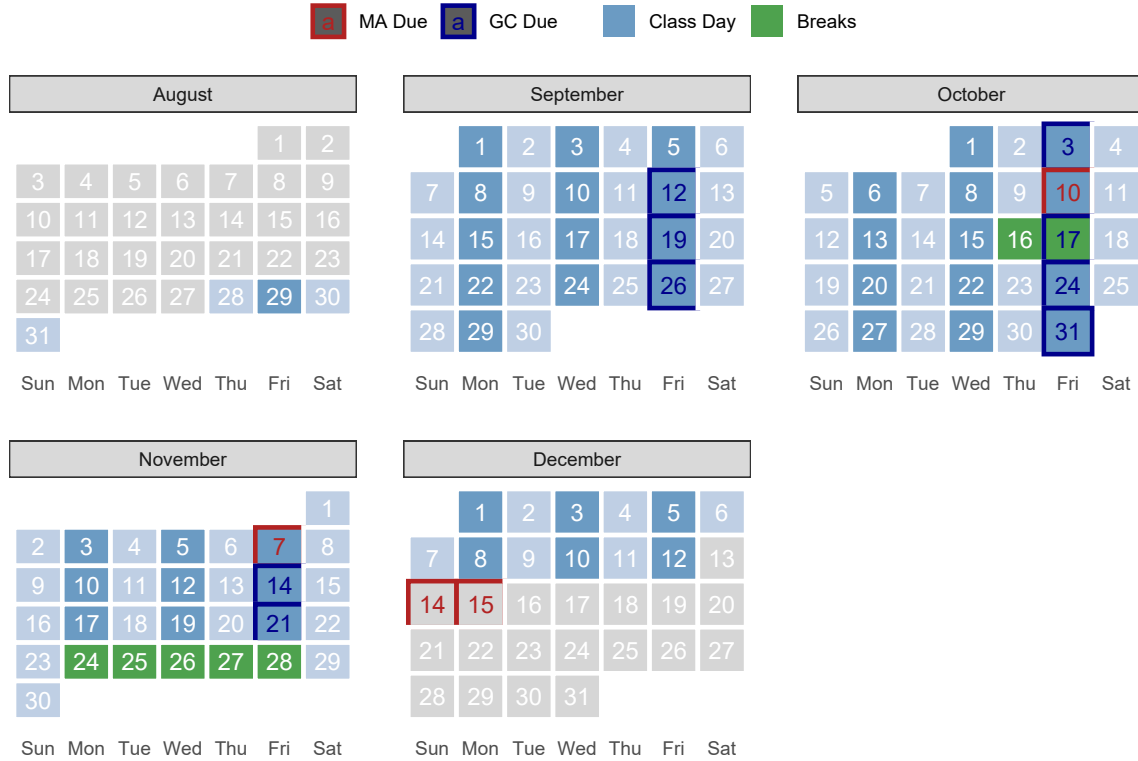 a MA Due a GC Due Class Day Breaks
August September October
1 2 1 2 3 4 5 6 1 2 3 4
3 4 5 6 7 8 9 7 8 9 10 11 12 13 5 6 7 8 9 10 11
10 11 12 13 14 15 16 14 15 16 17 18 19 20 12 13 14 15 16 17 18
17 18 19 20 21 22 23 21 22 23 24 25 26 27 19 20 21 22 23 24 25
24 25 26 27 28 29 30 28 29 30 26 27 28 29 30 31
31
Sun Mon Tue Wed Thu Fri Sat Sun Mon Tue Wed Thu Fri Sat Sun Mon Tue Wed Thu Fri Sat
November December
1 1 2 3 4 5 6
2 3 4 5 6 7 8 7 8 9 10 11 12 13
9 10 11 12 13 14 15 14 15 16 17 18 19 20
16 17 18 19 20 21 22 21 22 23 24 25 26 27
23 24 25 26 27 28 29 28 29 30 31
30
Sun Mon Tue Wed Thu Fri Sat Sun Mon Tue Wed Thu Fri Sat